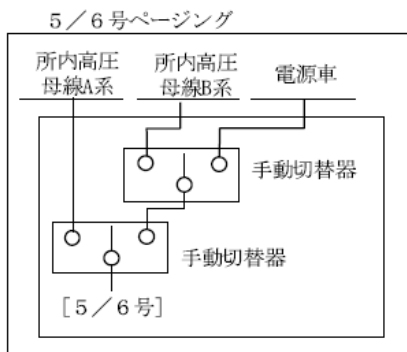 5／6号ページング
所内高圧
母線A系
所内高圧
母線B系
電源車
手動切替器
手動切替器
[5／6号]